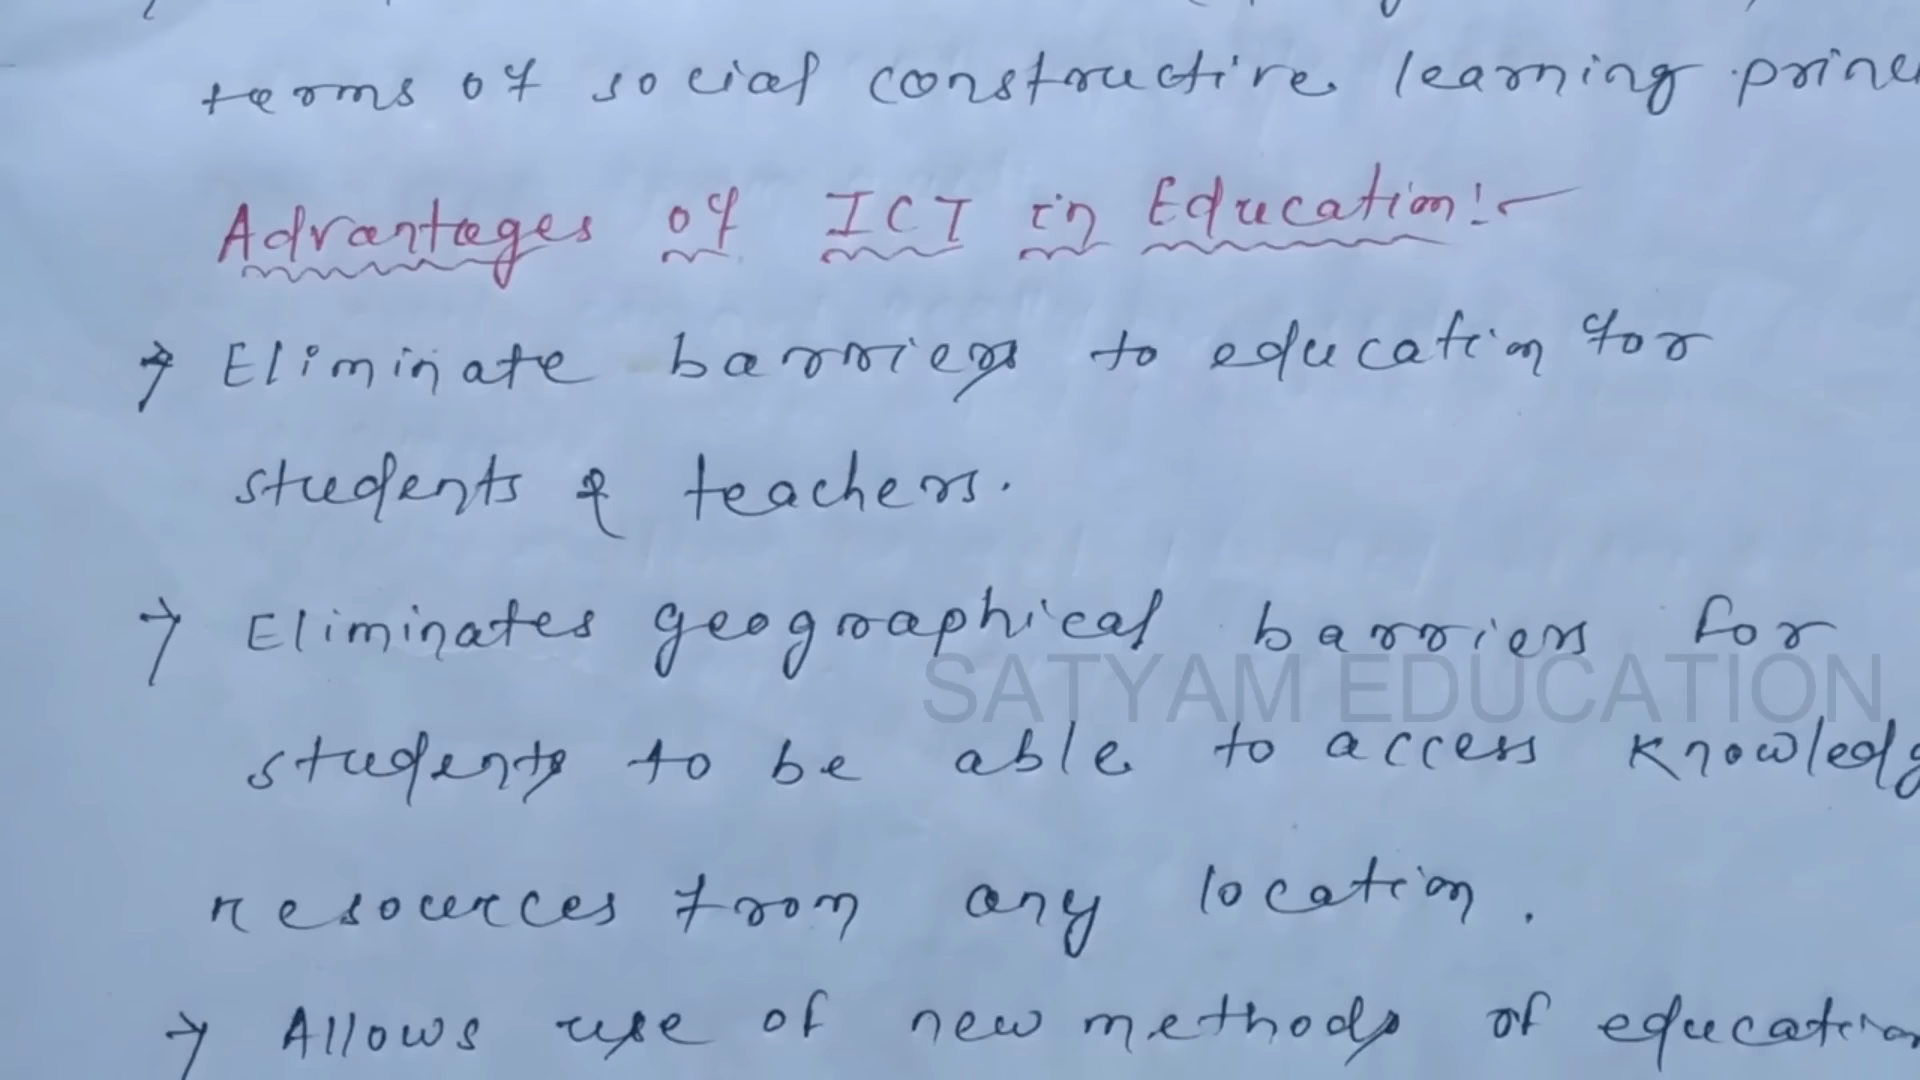 terms of social constructive learning princ
Advantages of ICT in Education:-
→ Eliminate barriers to education for
students & teachers.
→ Eliminates geographical barriers for
SATYAM EDUCATION
students to be able to access knowledg
resources from any location.
→ Allows use of new methods of education